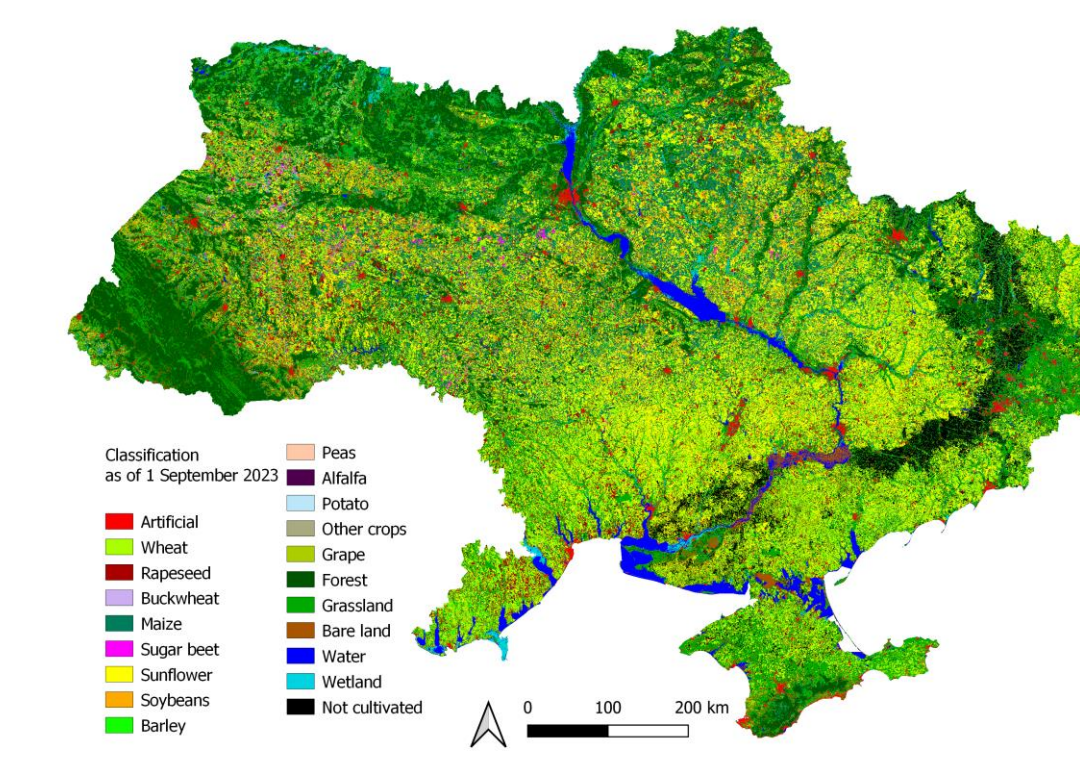 Classification
as of 1 September 2023
Artificial
Wheat
Rapeseed
Buckwheat
Maize
Sugar beet
Sunflower
Soybeans
Barley
Peas
Alfalfa
Potato
Other crops
Grape
Forest
Grassland
Bare land
Water
Wetland
Not cultivated
0 100 200 km